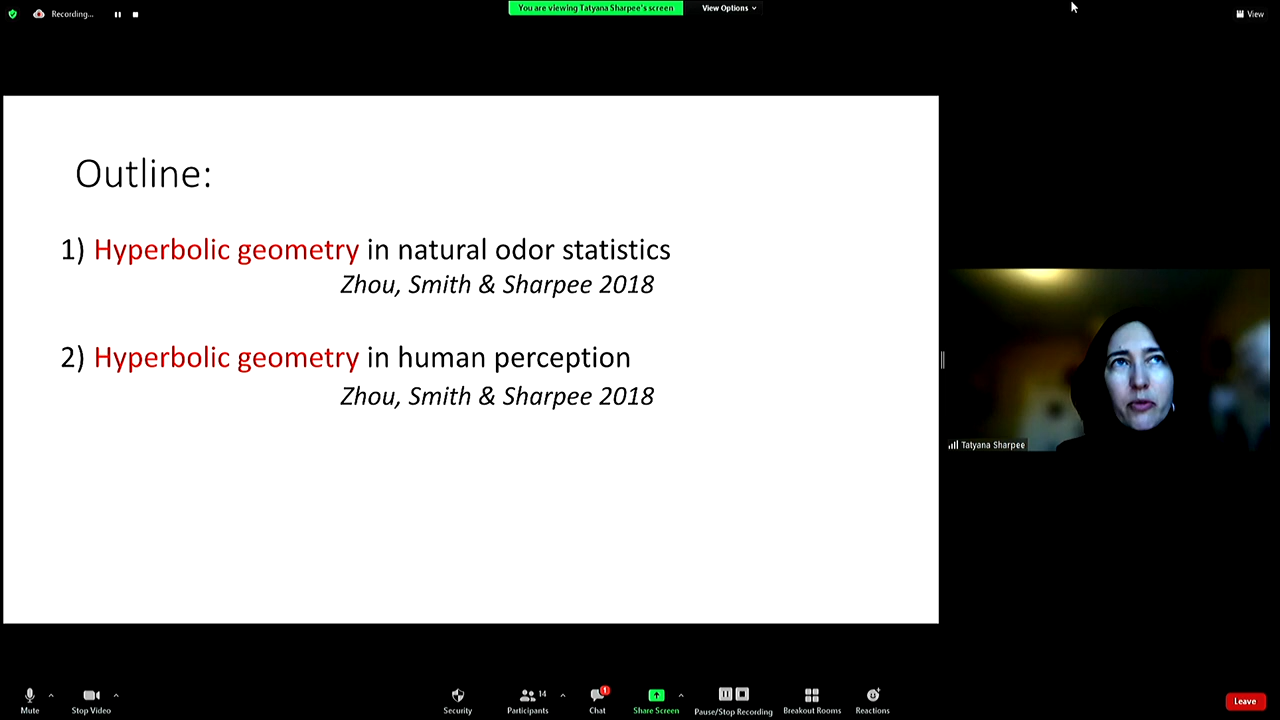 Recording...
You are viewing Tatyana Sharpee's screen
View Options
View
Outline:
1) Hyperbolic geometry in natural odor statistics
Zhou, Smith & Sharpee 2018
2) Hyperbolic geometry in human perception
Zhou, Smith & Sharpee 2018
Tatyana Sharpee
Mute
Stop Video
Security
Participants
14
Chat
1
Share Screen
Pause/Stop Recording
Breakout Rooms
Reactions
Leave